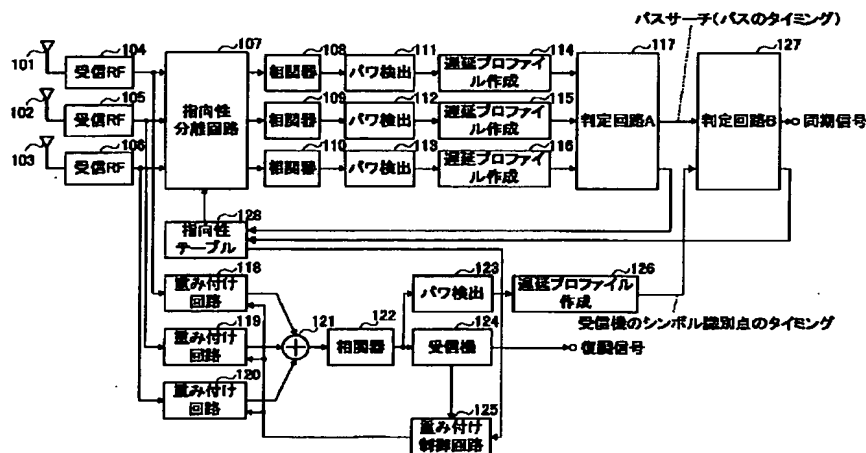 パスサーチ(パスのタイミング)
101
104
受信RF
107
指向性
分離回路
108
相関器
111
パワ検出
114
遅延プロファ
イル作成
117
判定回路A
127
判定回路B
同期信号
102
105
受信RF
109
相関器
112
パワ検出
115
遅延プロファ
イル作成
103
106
受信RF
110
相関器
113
パワ検出
116
遅延プロファ
イル作成
128
指向性
テーブル
118
重み付け
回路
123
パワ検出
126
遅延プロファイル
作成
119
重み付け
回路
121
122
相関器
124
受信機
受信機のシンボル識別点のタイミング
復調信号
120
重み付け
回路
125
重み付け
制御回路